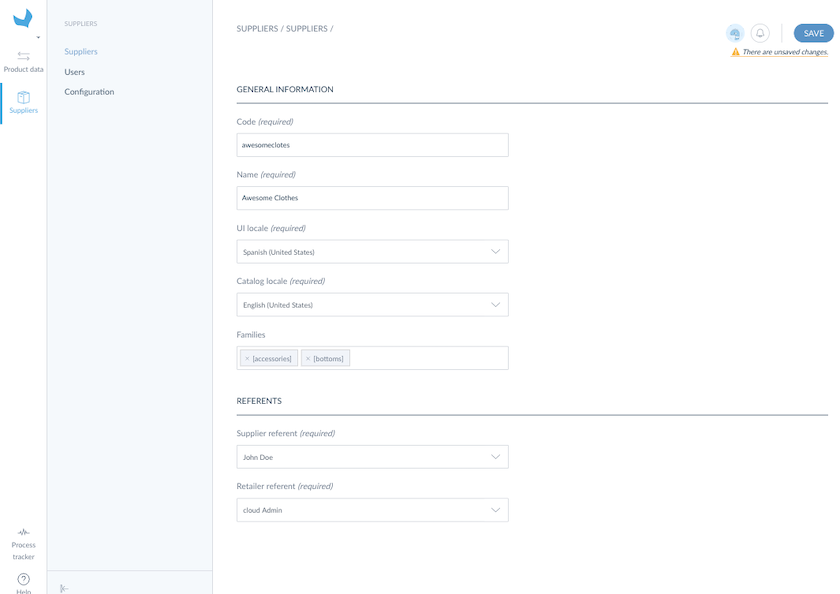 SUPPLIERS
Suppliers
Users
Configuration
Product data
Suppliers
Process
tracker
Help
SUPPLIERS / SUPPLIERS /
SAVE
There are unsaved changes.
GENERAL INFORMATION
Code (required)
awesomeclotes
Name (required)
Awesome Clothes
UI locale (required)
Spanish (United States)
Catalog locale (required)
English (United States)
Families
× [accessories] × [bottoms]
REFERENTS
Supplier referent (required)
John Doe
Retailer referent (required)
cloud Admin